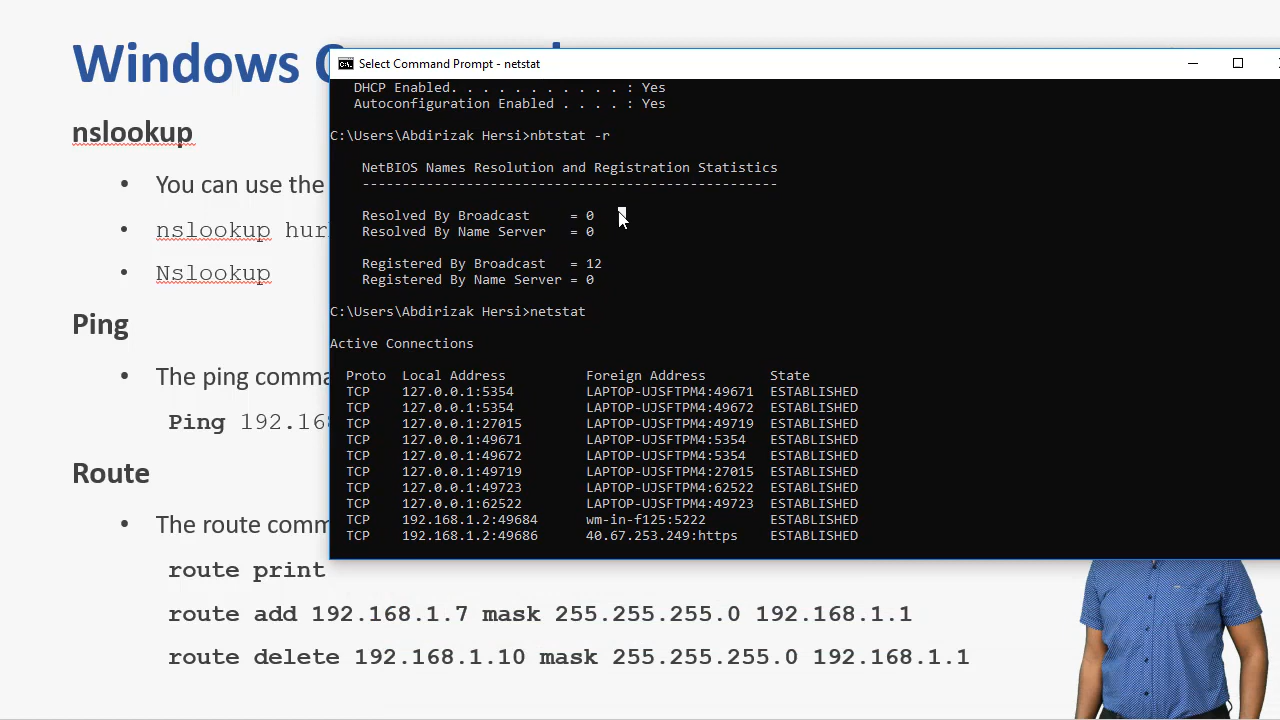 Windows
Select Command Prompt - netstat
DHCP Enabled. . . . . . . . . . . : Yes
Autoconfiguration Enabled . . . . : Yes
nslookup
C:\Users\Abdirizak Hersi>nbtstat -r
NetBIOS Names Resolution and Registration Statistics
----------------------------------------------------
You can use the
Resolved By Broadcast     = 0
nslookup hur
Resolved By Name Server   = 0
Registered By Broadcast   = 12
Nslookup
Registered By Name Server = 0
C:\Users\Abdirizak Hersi>netstat
Ping
Active Connections
The ping comma
Proto  Local Address          Foreign Address        State
TCP    127.0.0.1:5354         LAPTOP-UJSFTPM4:49671  ESTABLISHED
TCP    127.0.0.1:5354         LAPTOP-UJSFTPM4:49672  ESTABLISHED
Ping 192.168
TCP    127.0.0.1:27015        LAPTOP-UJSFTPM4:49719  ESTABLISHED
TCP    127.0.0.1:49671        LAPTOP-UJSFTPM4:5354   ESTABLISHED
TCP    127.0.0.1:49672        LAPTOP-UJSFTPM4:5354   ESTABLISHED
Route
TCP    127.0.0.1:49719        LAPTOP-UJSFTPM4:27015  ESTABLISHED
TCP    127.0.0.1:49723        LAPTOP-UJSFTPM4:62522  ESTABLISHED
TCP    127.0.0.1:62522        LAPTOP-UJSFTPM4:49723  ESTABLISHED
The route comm
TCP    192.168.1.2:49684      wm-in-f125:5222        ESTABLISHED
TCP    192.168.1.2:49686      40.67.253.249:https    ESTABLISHED
route print
route add 192.168.1.7 mask 255.255.255.0 192.168.1.1
route delete 192.168.1.10 mask 255.255.255.0 192.168.1.1